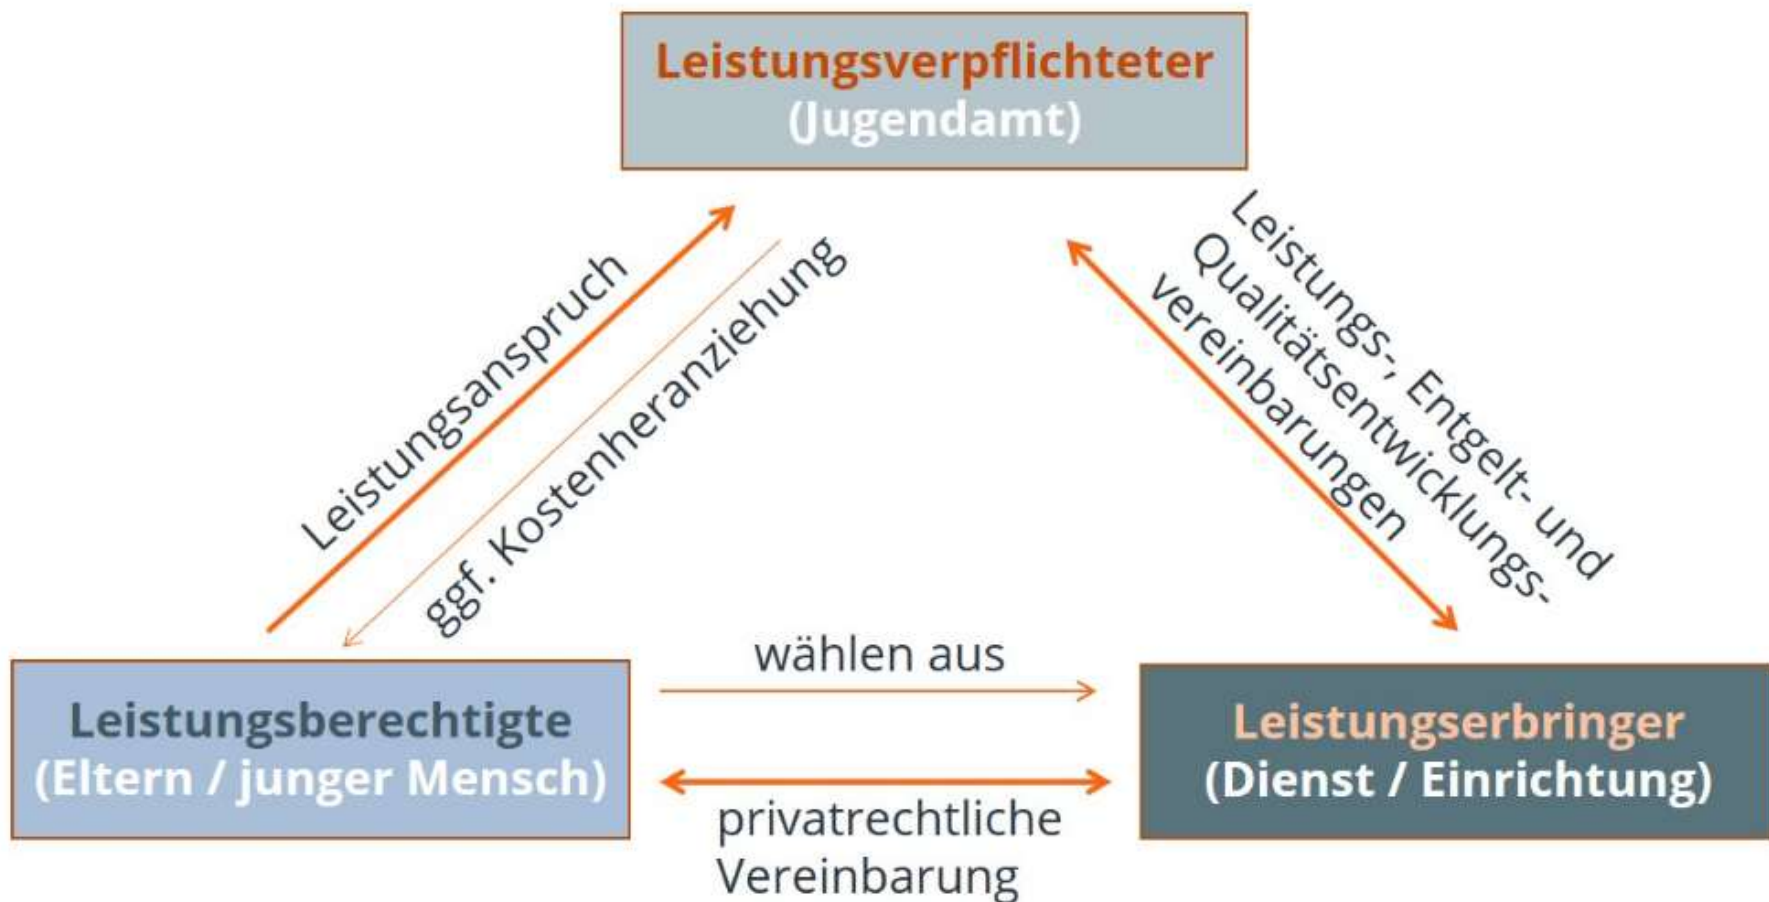 Leistungsverpflichteter
(Jugendamt)
Leistungsanspruch
ggf. Kostenheranziehung
Leistungs-, Entgelt- und
Qualitätsentwicklungs-
vereinbarungen
wählen aus
Leistungsberechtigte
(Eltern / junger Mensch)
Leistungserbringer
(Dienst / Einrichtung)
privatrechtliche
Vereinbarung